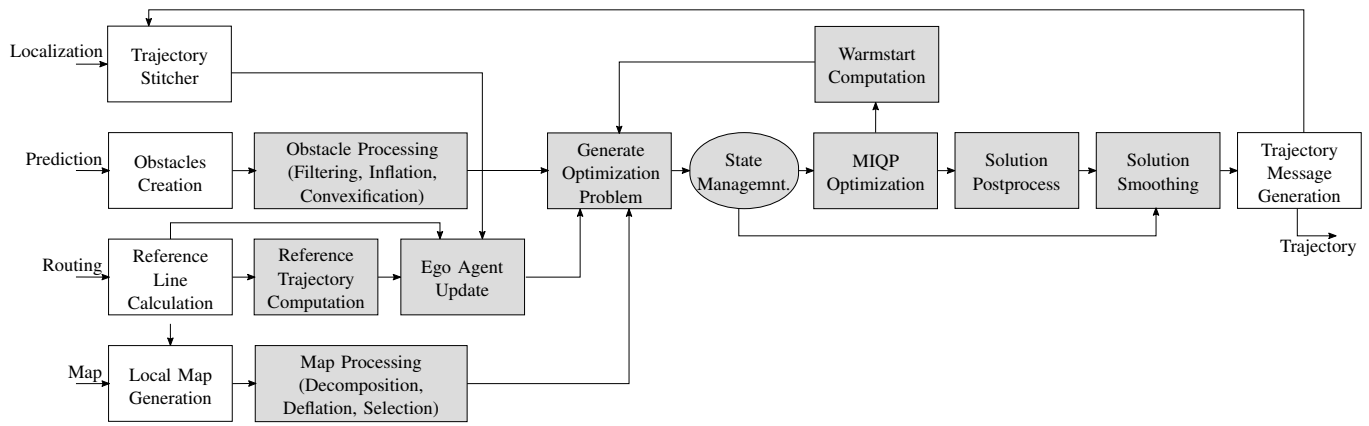 Localization
Trajectory
Stitcher
Warmstart
Computation
Prediction
Obstacles
Creation
Obstacle Processing
(Filtering, Inflation,
Convexification)
Generate
Optimization
Problem
State
Managemnt.
MIQP
Optimization
Solution
Postprocess
Solution
Smoothing
Trajectory
Message
Generation
Trajectory
Routing
Reference
Line
Calculation
Reference
Trajectory
Computation
Ego Agent
Update
Map
Local Map
Generation
Map Processing
(Decomposition,
Deflation, Selection)